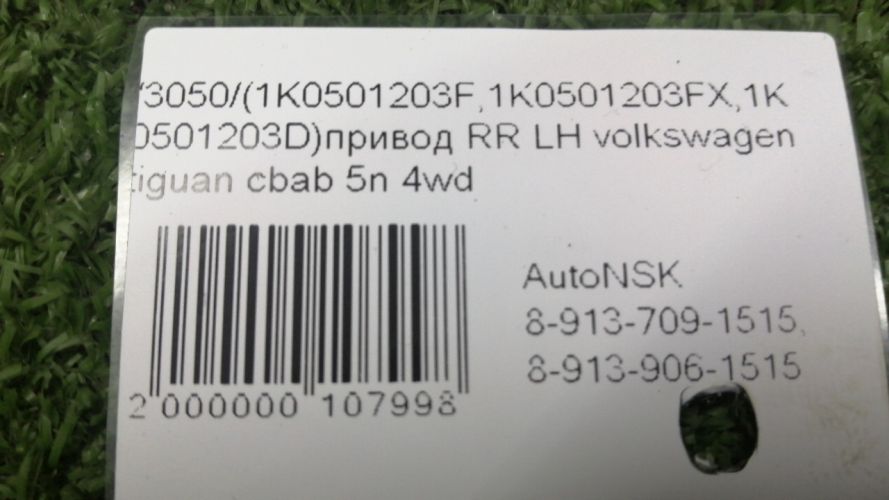 /3050/(1K0501203F,1K0501203FX,1K
0501203D)привод RR LH volkswagen
tiguan cbab 5n 4wd
AutoNSK
8-913-709-1515,
8-913-906-1515
2 000000 107998